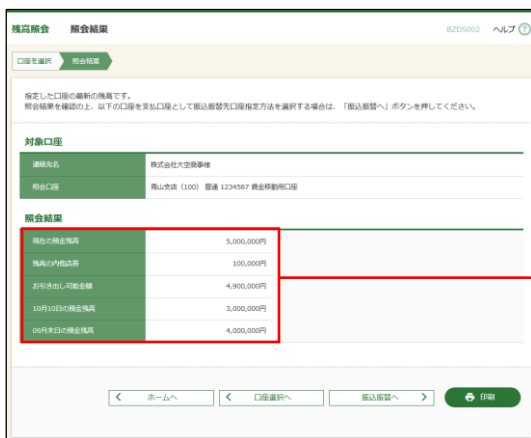 残高照会 照会結果 BZDS002 ヘルプ ?
口座を選択 照会結果
指定した口座の最新の残高です。
照会結果を確認の上、以下の口座を支払口座として振込振替先口座指定方法を選択する場合は、「振込振替へ」ボタンを押してください。
対象口座
連絡先名 株式会社大空商事様
照会口座 青山支店（100） 普通 1234567 資金移動用口座
照会結果
現在の預金残高 5,000,000円
残高の内他店券 100,000円
お引き出し可能金額 4,900,000円
10月10日の預金残高 3,000,000円
09月末日の預金残高 4,000,000円
ホームへ 口座選択へ 振込振替へ 印刷